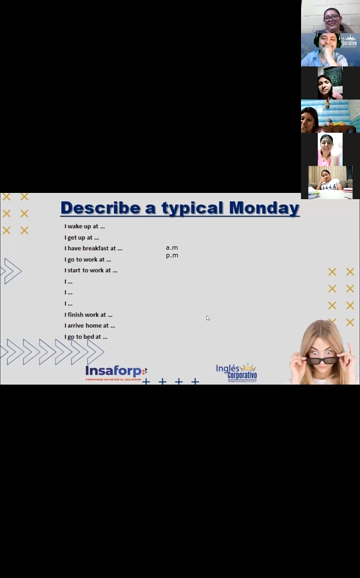 Describe a typical Monday
I wake up at ...
I get up at ...
I have breakfast at ...
a.m
I go to work at ...
p.m
I start to work at ...
I ...
I ...
I ...
I finish work at ...
I arrive home at ...
I go to bed at ...
Insaforp
Inglés
Corporativo